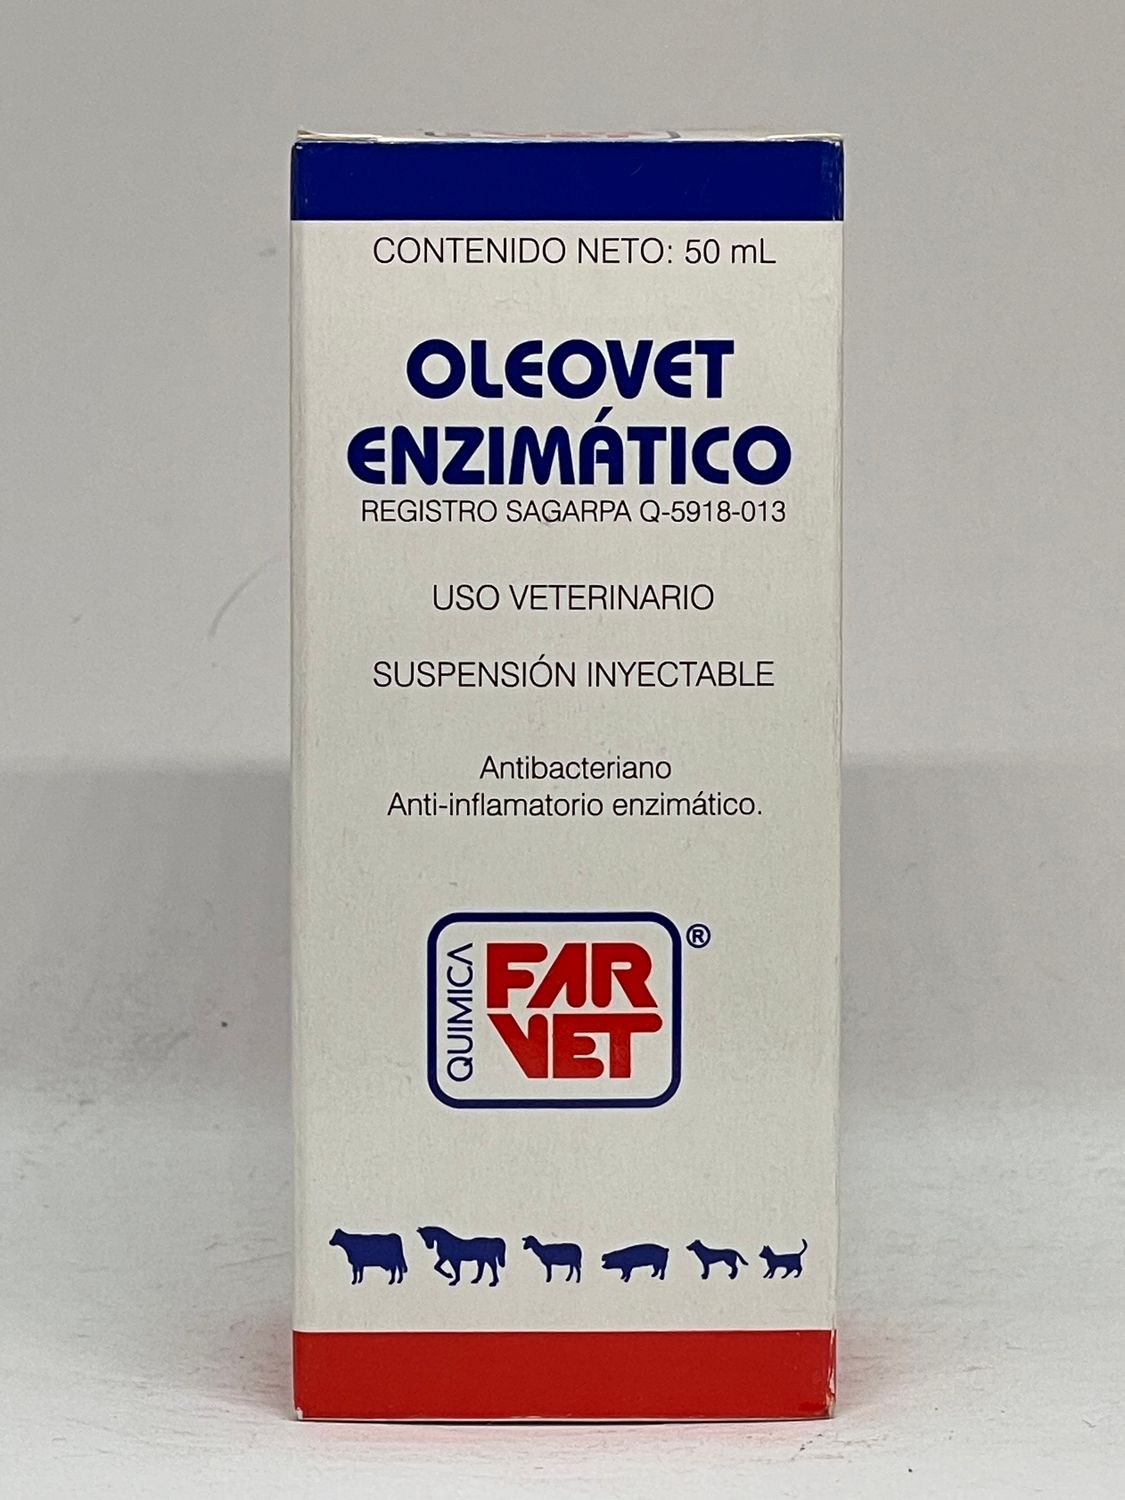 CONTENIDO NETO: 50 mL
OLEOVET
ENZIMÁTICO
REGISTRO SAGARPA Q-5918-013
USO VETERINARIO
SUSPENSIÓN INYECTABLE
Antibacteriano
Anti-inflamatorio enzimático.
QUIMICA
FAR
VET
®